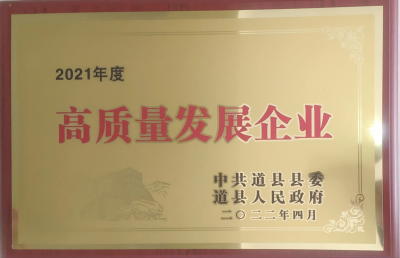 2021年度
高质量发展企业
中共道县县委
道县人民政府
二〇二二年四月